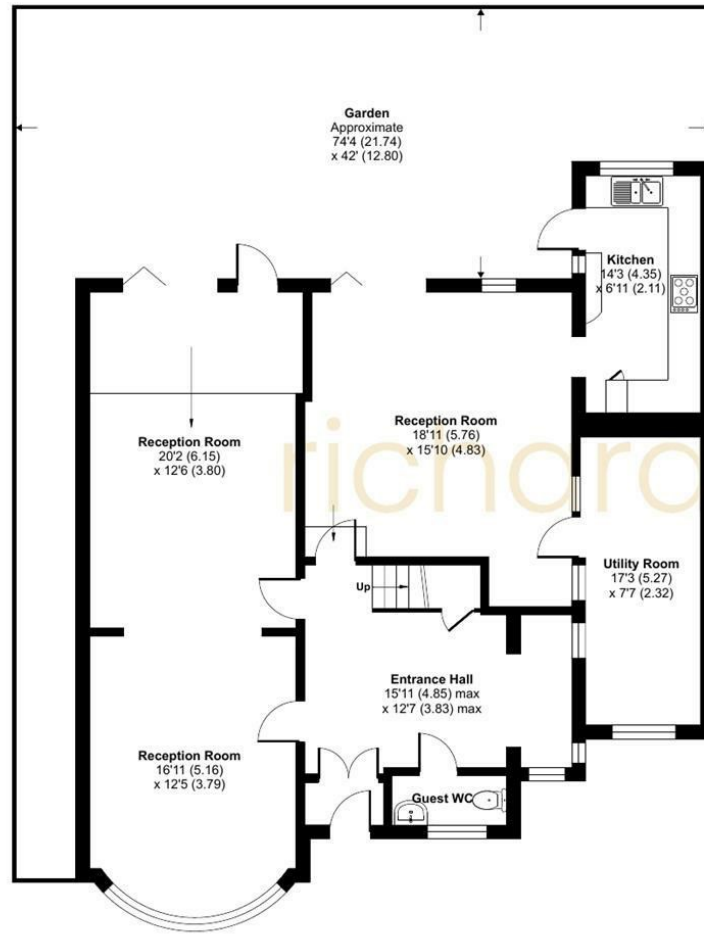 Garden
Approximate
74'4 (21.74)
x 42' (12.80)
Kitchen
14'3 (4.35)
x 6'11 (2.11)
Reception Room
20'2 (6.15)
x 12'6 (3.80)
Reception Room
18'11 (5.76)
x 15'10 (4.83)
richard
Utility Room
17'3 (5.27)
x 7'7 (2.32)
Up
Entrance Hall
15'11 (4.85) max
x 12'7 (3.83) max
Reception Room
16'11 (5.16)
x 12'5 (3.79)
Guest WC